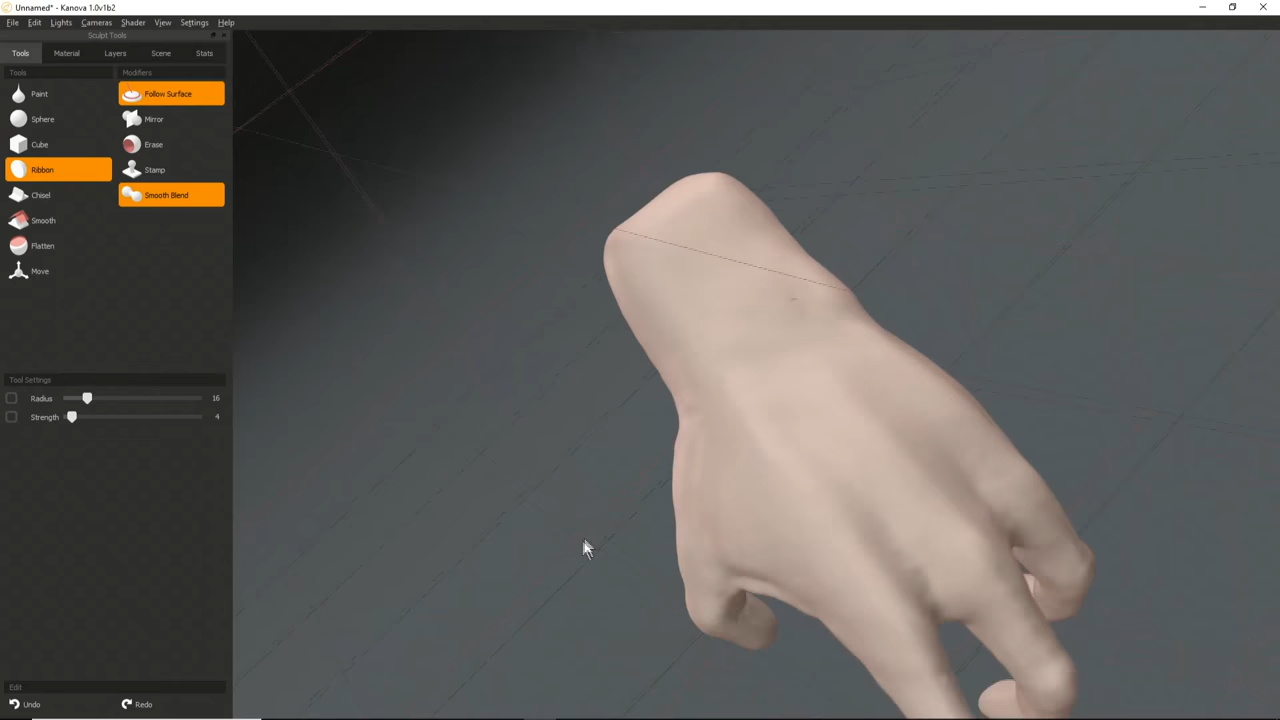 Unnamed* - Kanova 1.0v1b2
File Edit Lights Cameras Shader View Settings Help
Sculpt Tools
Tools Material Layers Scene Stats
Tools Modifiers
Paint Follow Surface
Sphere Mirror
Cube Erase
Ribbon Stamp
Chisel Smooth Blend
Smooth
Flatten
Move
Tool Settings
Radius 16
Strength 4
Edit
Undo Redo